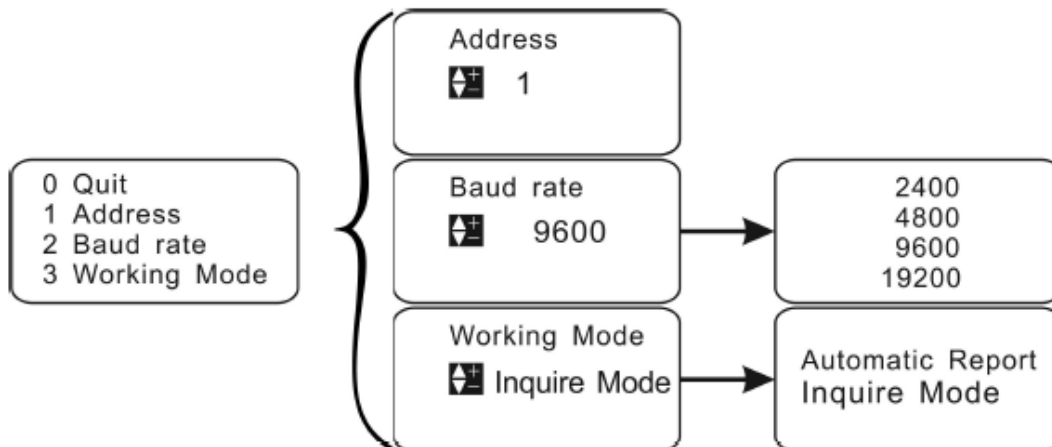 0 Quit
1 Address
2 Baud rate
3 Working Mode
Address
1
Baud rate
9600
2400
4800
9600
19200
Working Mode
Inquire Mode
Automatic Report
Inquire Mode